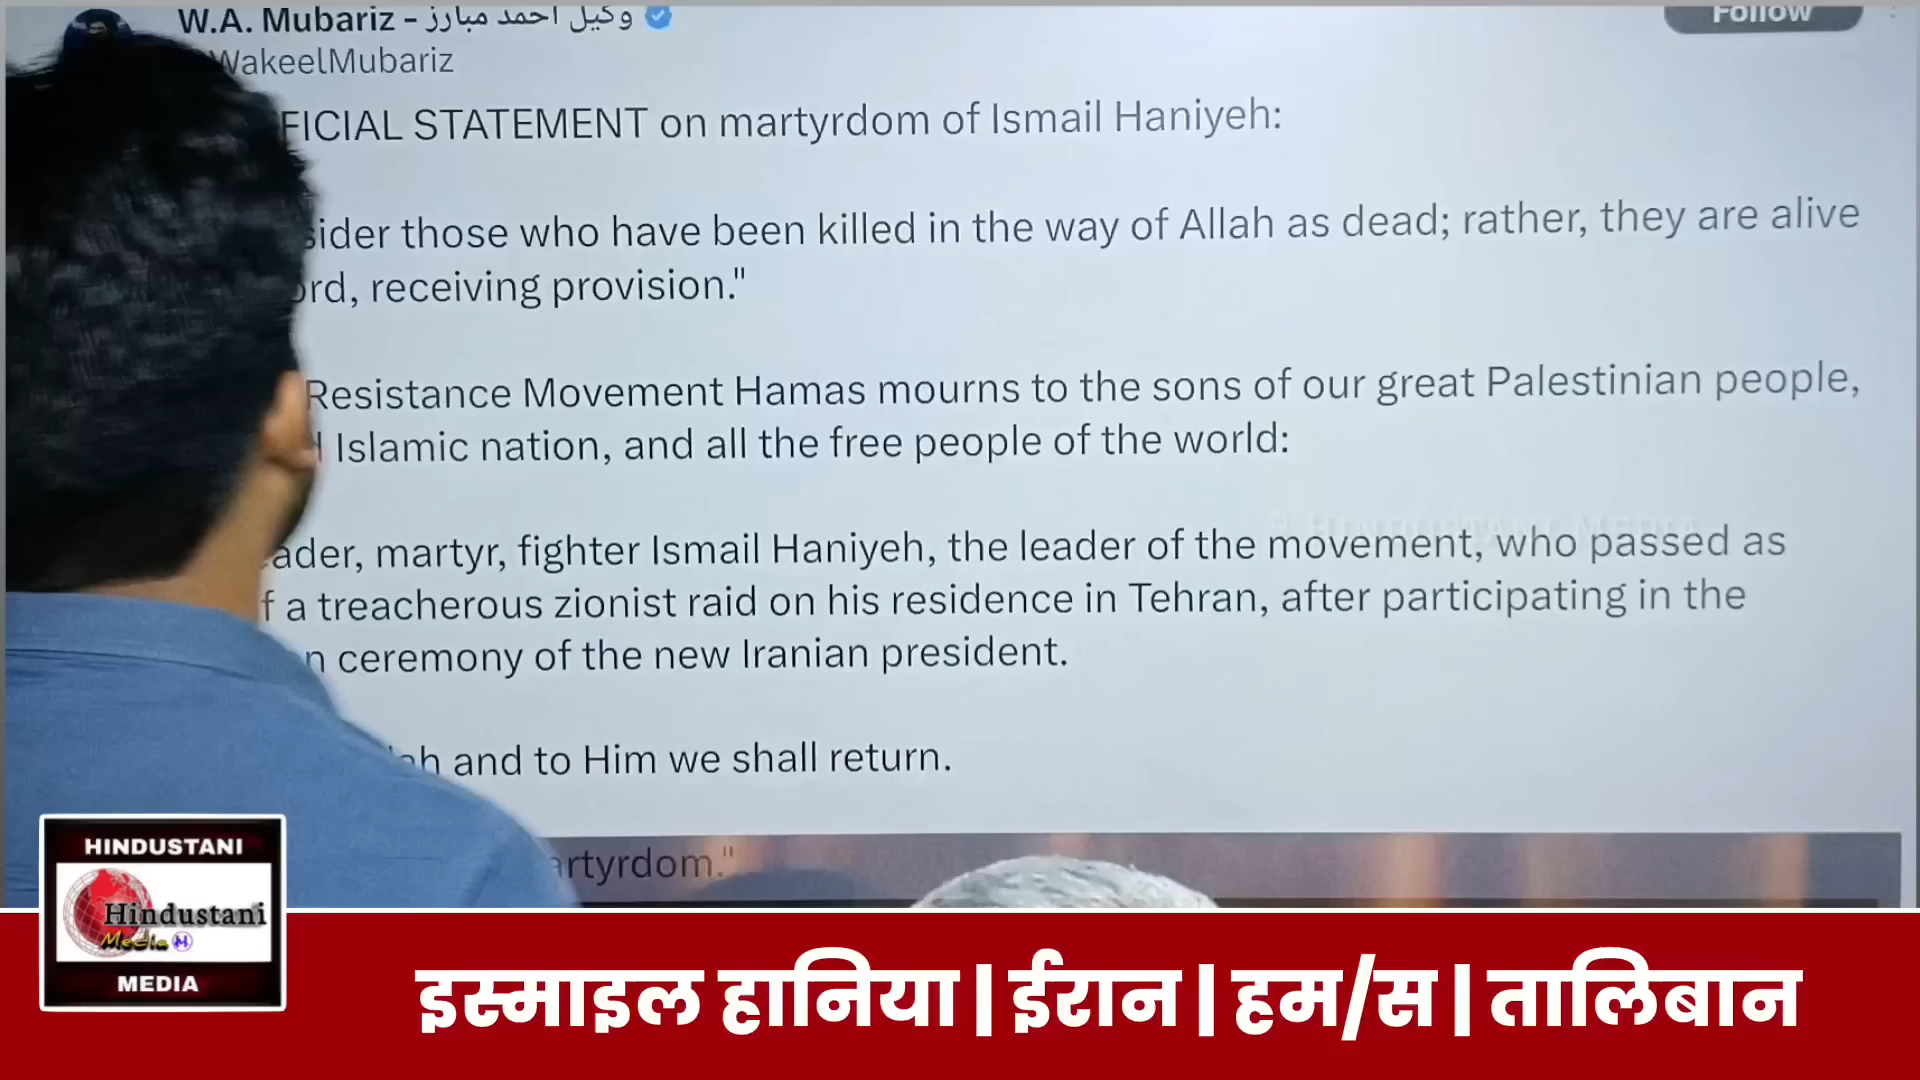 W.A. Mubariz - وکیل احمد مبارز
WakeelMubariz
Follow
STATEMENT on martyrdom of Ismail Haniyeh:
those who have been killed in the way of Allah as dead; rather, they are alive
receiving provision."
Resistance Movement Hamas mourns to the sons of our great Palestinian people,
Islamic nation, and all the free people of the world:
martyr, fighter Ismail Haniyeh, the leader of the movement, who passed as
a treacherous zionist raid on his residence in Tehran, after participating in the
ceremony of the new Iranian president.
and to Him we shall return.
HINDUSTANI
Hindustani
Media M
MEDIA
इस्माइल हानिया | ईरान | हम/स | तालिबान